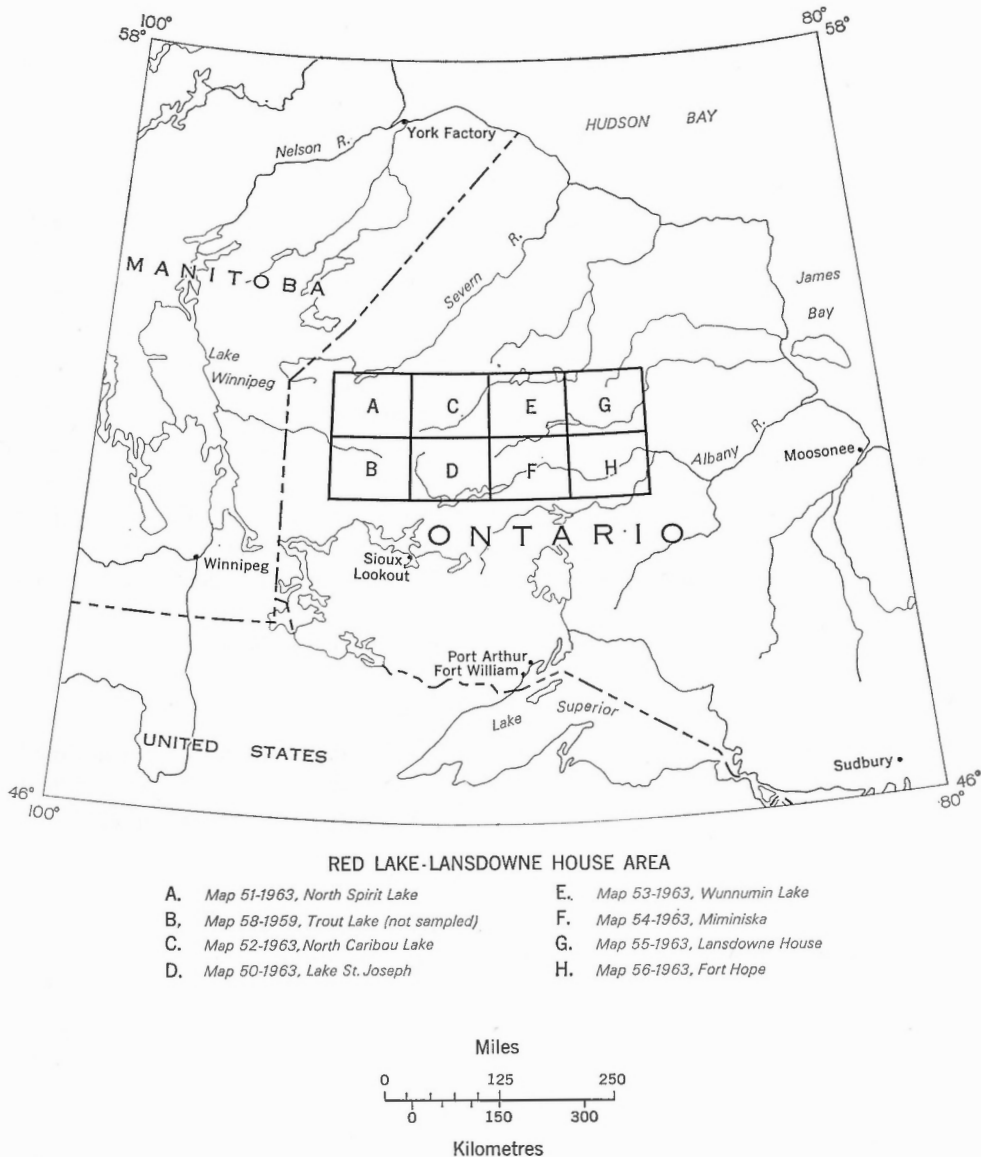 100°
58°
80°
58°
HUDSON BAY
York Factory
Nelson R.
MANITOBA
Severn R.
James
Bay
Lake
Winnipeg
A
C
E
G
B
D
F
H
Albany R.
Moosonee
ONTARIO
Winnipeg
Sioux
Lookout
Port Arthur
Fort William
Lake Superior
UNITED STATES
Sudbury
46°
100°
46°
80°
RED LAKE-LANSDOWNE HOUSE AREA
A. Map 51-1963, North Spirit Lake
B, Map 58-1959, Trout Lake (not sampled)
C. Map 52-1963, North Caribou Lake
D. Map 50-1963, Lake St. Joseph
E.. Map 53-1963, Wunnumin Lake
F. Map 54-1963, Miminiska
G. Map 55-1963, Lansdowne House
H. Map 56-1963, Fort Hope
Miles
0 125 250
0 150 300
Kilometres